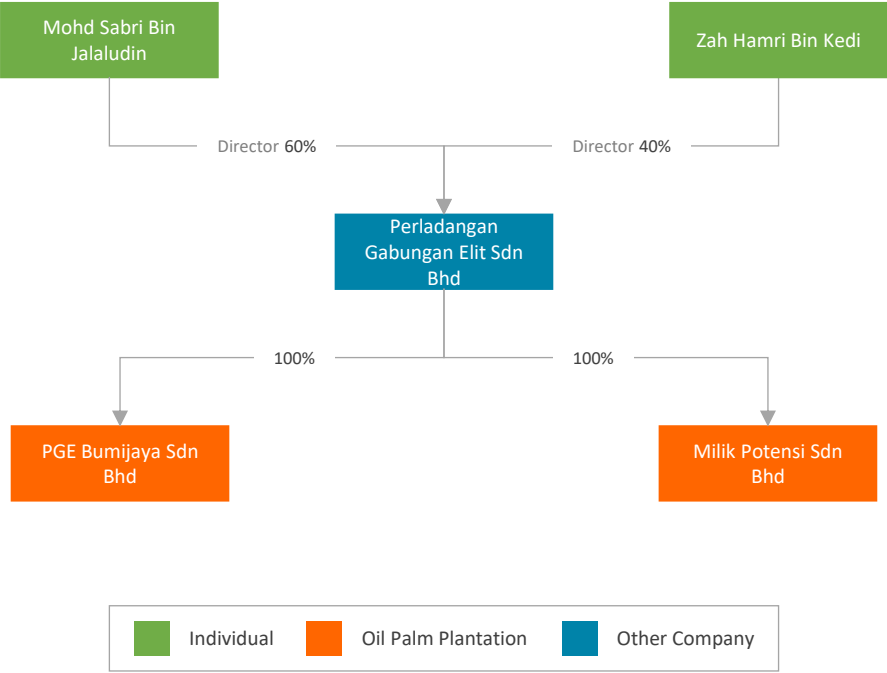 Mohd Sabri Bin
Jalaludin
Zah Hamri Bin Kedi
Director 60%
Director 40%
Perladangan
Gabungan Elit Sdn
Bhd
100%
100%
PGE Bumijaya Sdn
Bhd
Milik Potensi Sdn
Bhd
Individual
Oil Palm Plantation
Other Company